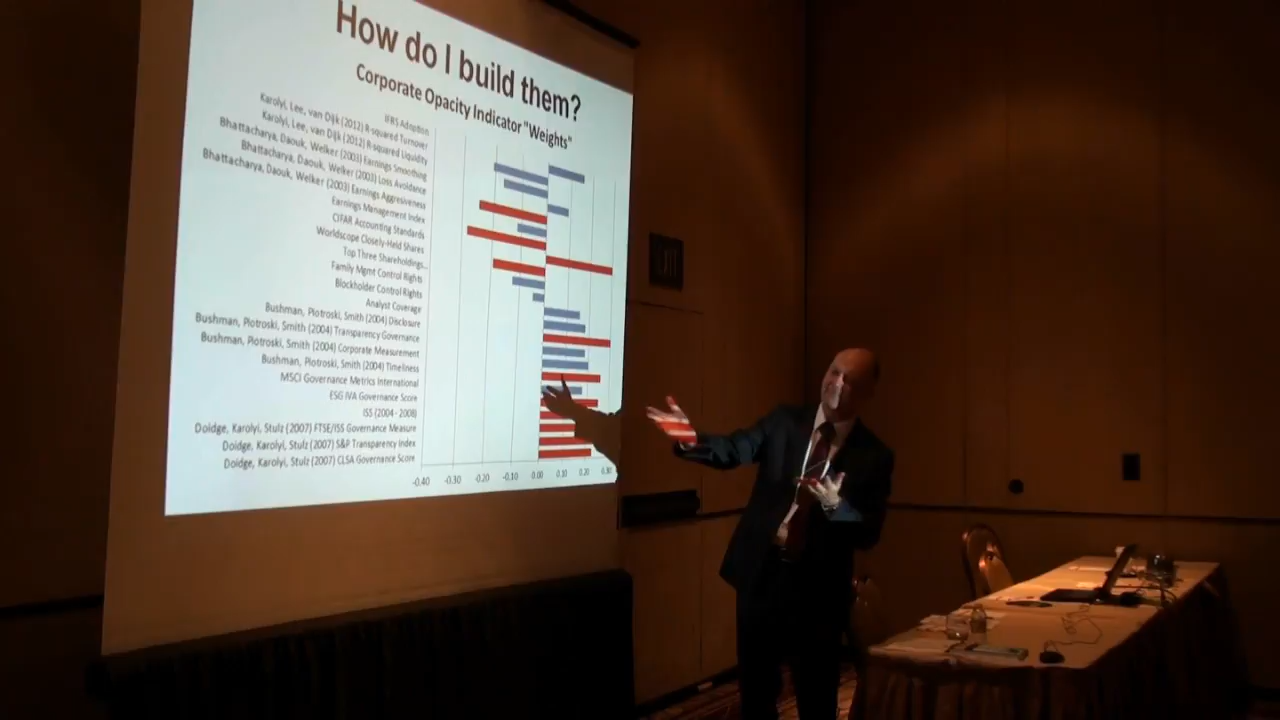 How do I build them?
Corporate Opacity Indicator "Weights"
IFRS Adoption
Karolyi, Lee, van Dijk (2012) R-squared Turnover
Karolyi, Lee, van Dijk (2012) R-squared Liquidity
Bhattacharya, Daouk, Welker (2003) Earnings Smoothing
Bhattacharya, Daouk, Welker (2003) Loss Avoidance
Bhattacharya, Daouk, Welker (2003) Earnings Aggresiveness
Earnings Management Index
CIFAR Accounting Standards
Worldscope Closely-Held Shares
Top Three Shareholdings...
Family Mgmt Control Rights
Blockholder Control Rights
Analyst Coverage
Bushman, Piotroski, Smith (2004) Disclosure
Bushman, Piotroski, Smith (2004) Transparency Governance
Bushman, Piotroski, Smith (2004) Corporate Measurement
Bushman, Piotroski, Smith (2004) Timeliness
MSCI Governance Metrics International
ESG IVA Governance Score
ISS (2004 - 2008)
Doidge, Karolyi, Stulz (2007) FTSE/ISS Governance Measure
Doidge, Karolyi, Stulz (2007) S&P Transparency Index
Doidge, Karolyi, Stulz (2007) CLSA Governance Score
-0.40 -0.30 -0.20 -0.10 0.00 0.10 0.20 0.30